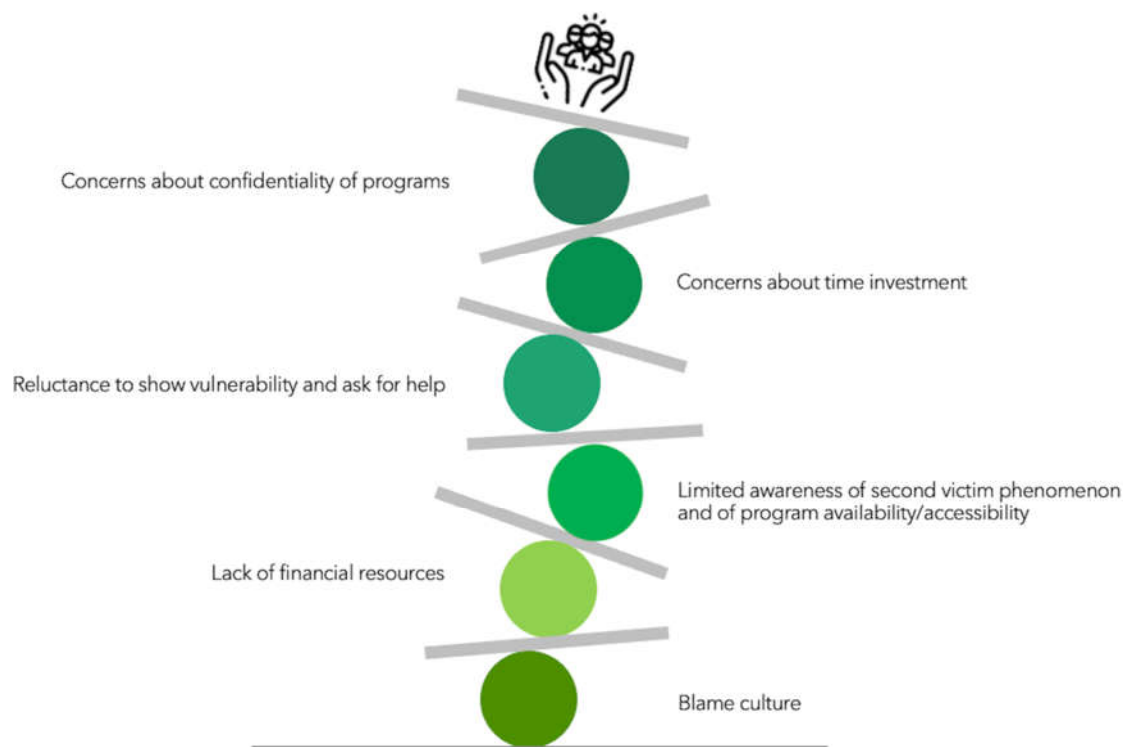 Concerns about confidentiality of programs
Concerns about time investment
Reluctance to show vulnerability and ask for help
Limited awareness of second victim phenomenon
and of program availability/accessibility
Lack of financial resources
Blame culture